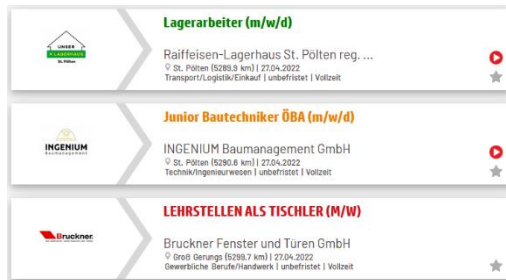 UNSER
LAGERHAUS
St. Pölten
Lagerarbeiter (m/w/d)
Raiffeisen-Lagerhaus St. Pölten reg. ...
St. Pölten (5289.9 km) | 27.04.2022
Transport/Logistik/Einkauf | unbefristet | Vollzeit
INGENIUM
Baumanagement
Junior Bautechniker ÖBA (m/w/d)
INGENIUM Baumanagement GmbH
St. Pölten (5290.6 km) | 27.04.2022
Technik/Ingenieurwesen | unbefristet | Vollzeit
Bruckner
LEHRSTELLEN ALS TISCHLER (M/W)
Bruckner Fenster und Türen GmbH
Groß Gerungs (5299.7 km) | 27.04.2022
Gewerbliche Berufe/Handwerk | unbefristet | Vollzeit